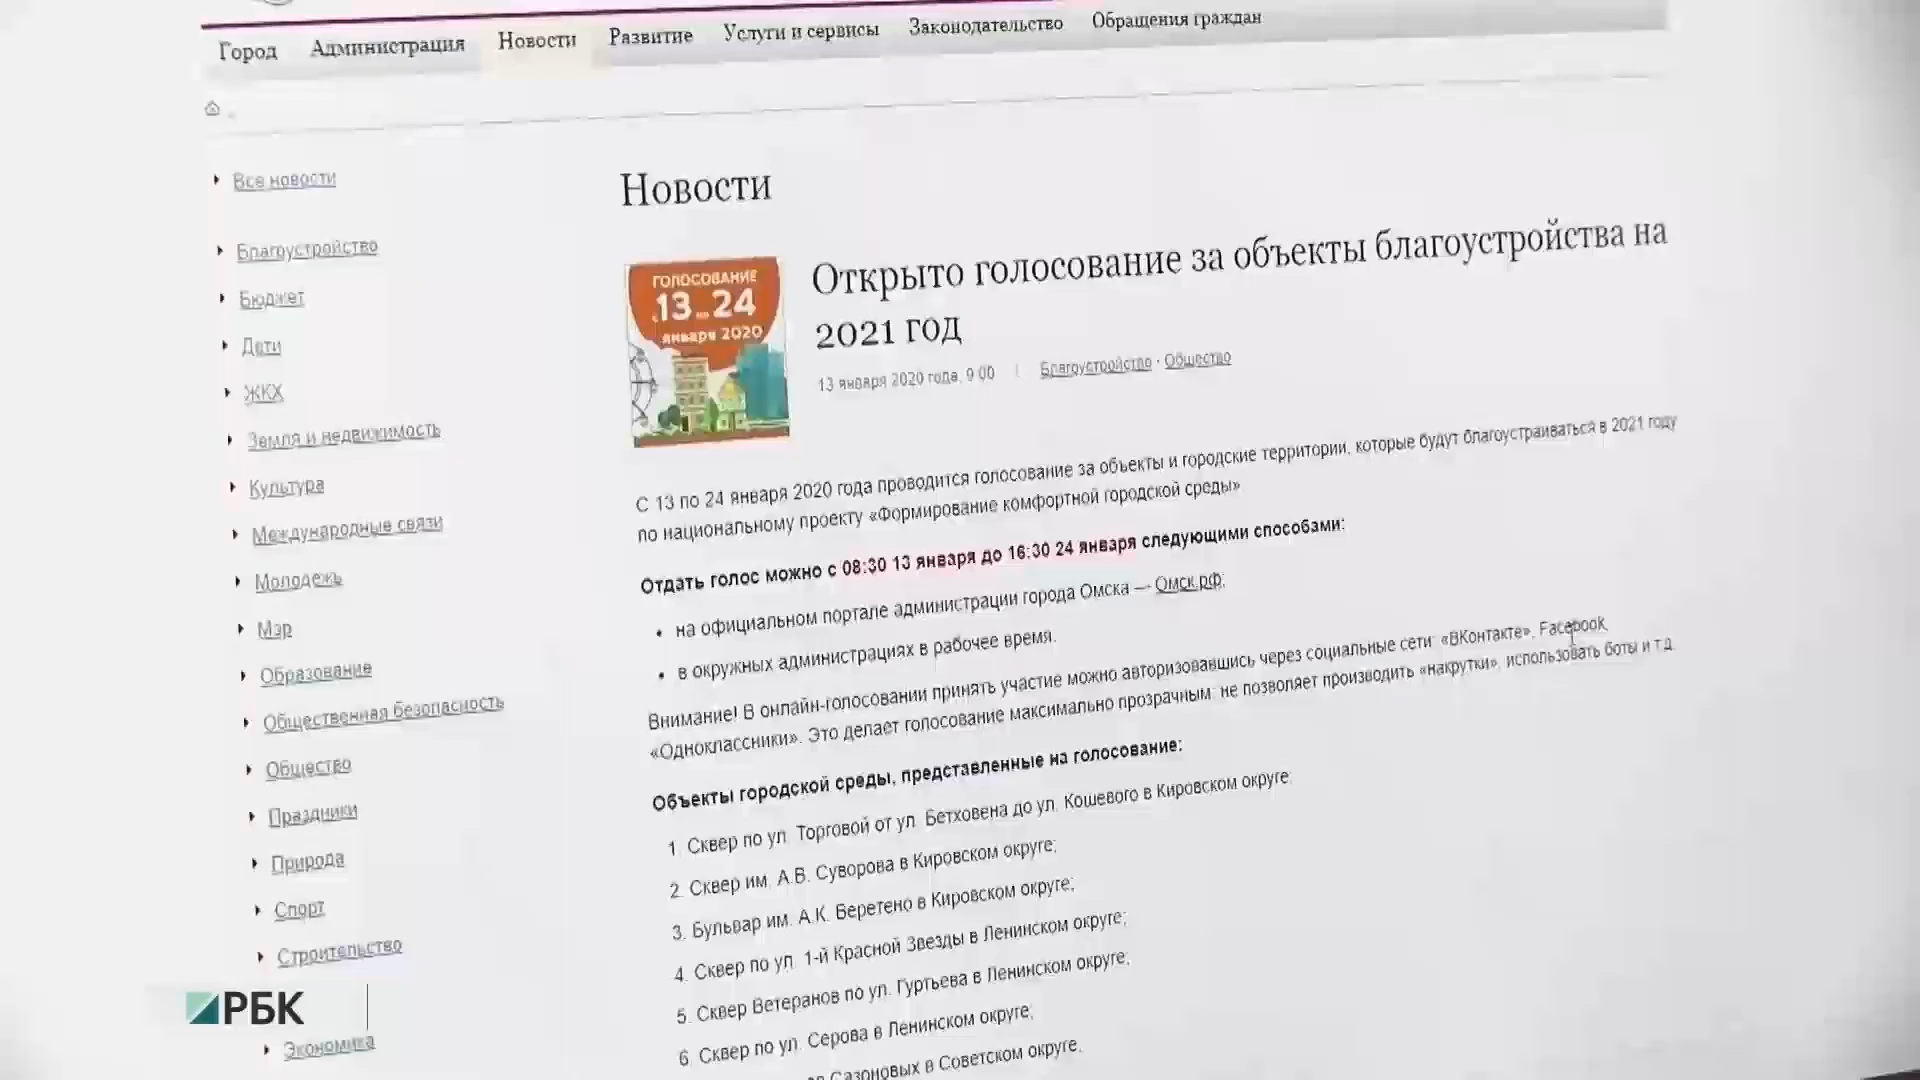 Город Администрация Новости Развитие Услуги и сервисы Законодательство Обращения граждан
Все новости
Благоустройство
Бюджет
Дети
ЖКХ
Земля и недвижимость
Культура
Международные связи
Молодежь
Мэр
Образование
Общественная безопасность
Общество
Праздники
Природа
Спорт
Строительство
Экономика
Новости
ГОЛОСОВАНИЕ
с 13 по 24
января 2020
Открыто голосование за объекты благоустройства на
2021 год
13 января 2020 года, 9:00 | Благоустройство · Общество
С 13 по 24 января 2020 года проводится голосование за объекты и городские территории, которые будут благоустраиваться в 2021 году
по национальному проекту «Формирование комфортной городской среды»
Отдать голос можно с 08:30 13 января до 16:30 24 января следующими способами:
• на официальном портале администрации города Омска — Омск.рф;
• в окружных администрациях в рабочее время.
Внимание! В онлайн-голосовании принять участие можно авторизовавшись через социальные сети: «ВКонтакте», Facebook,
«Одноклассники». Это делает голосование максимально прозрачным: не позволяет производить «накрутки», использовать боты и т.д.
Объекты городской среды, представленные на голосование:
1. Сквер по ул. Торговой от ул. Бетховена до ул. Кошевого в Кировском округе;
2. Сквер им. А.В. Суворова в Кировском округе;
3. Бульвар им. А.К. Беретено в Кировском округе;
4. Сквер по ул. 1-й Красной Звезды в Ленинском округе;
5. Сквер Ветеранов по ул. Гуртьева в Ленинском округе;
6. Сквер по ул. Серова в Ленинском округе;
Сазоновых в Советском округе.
РБК